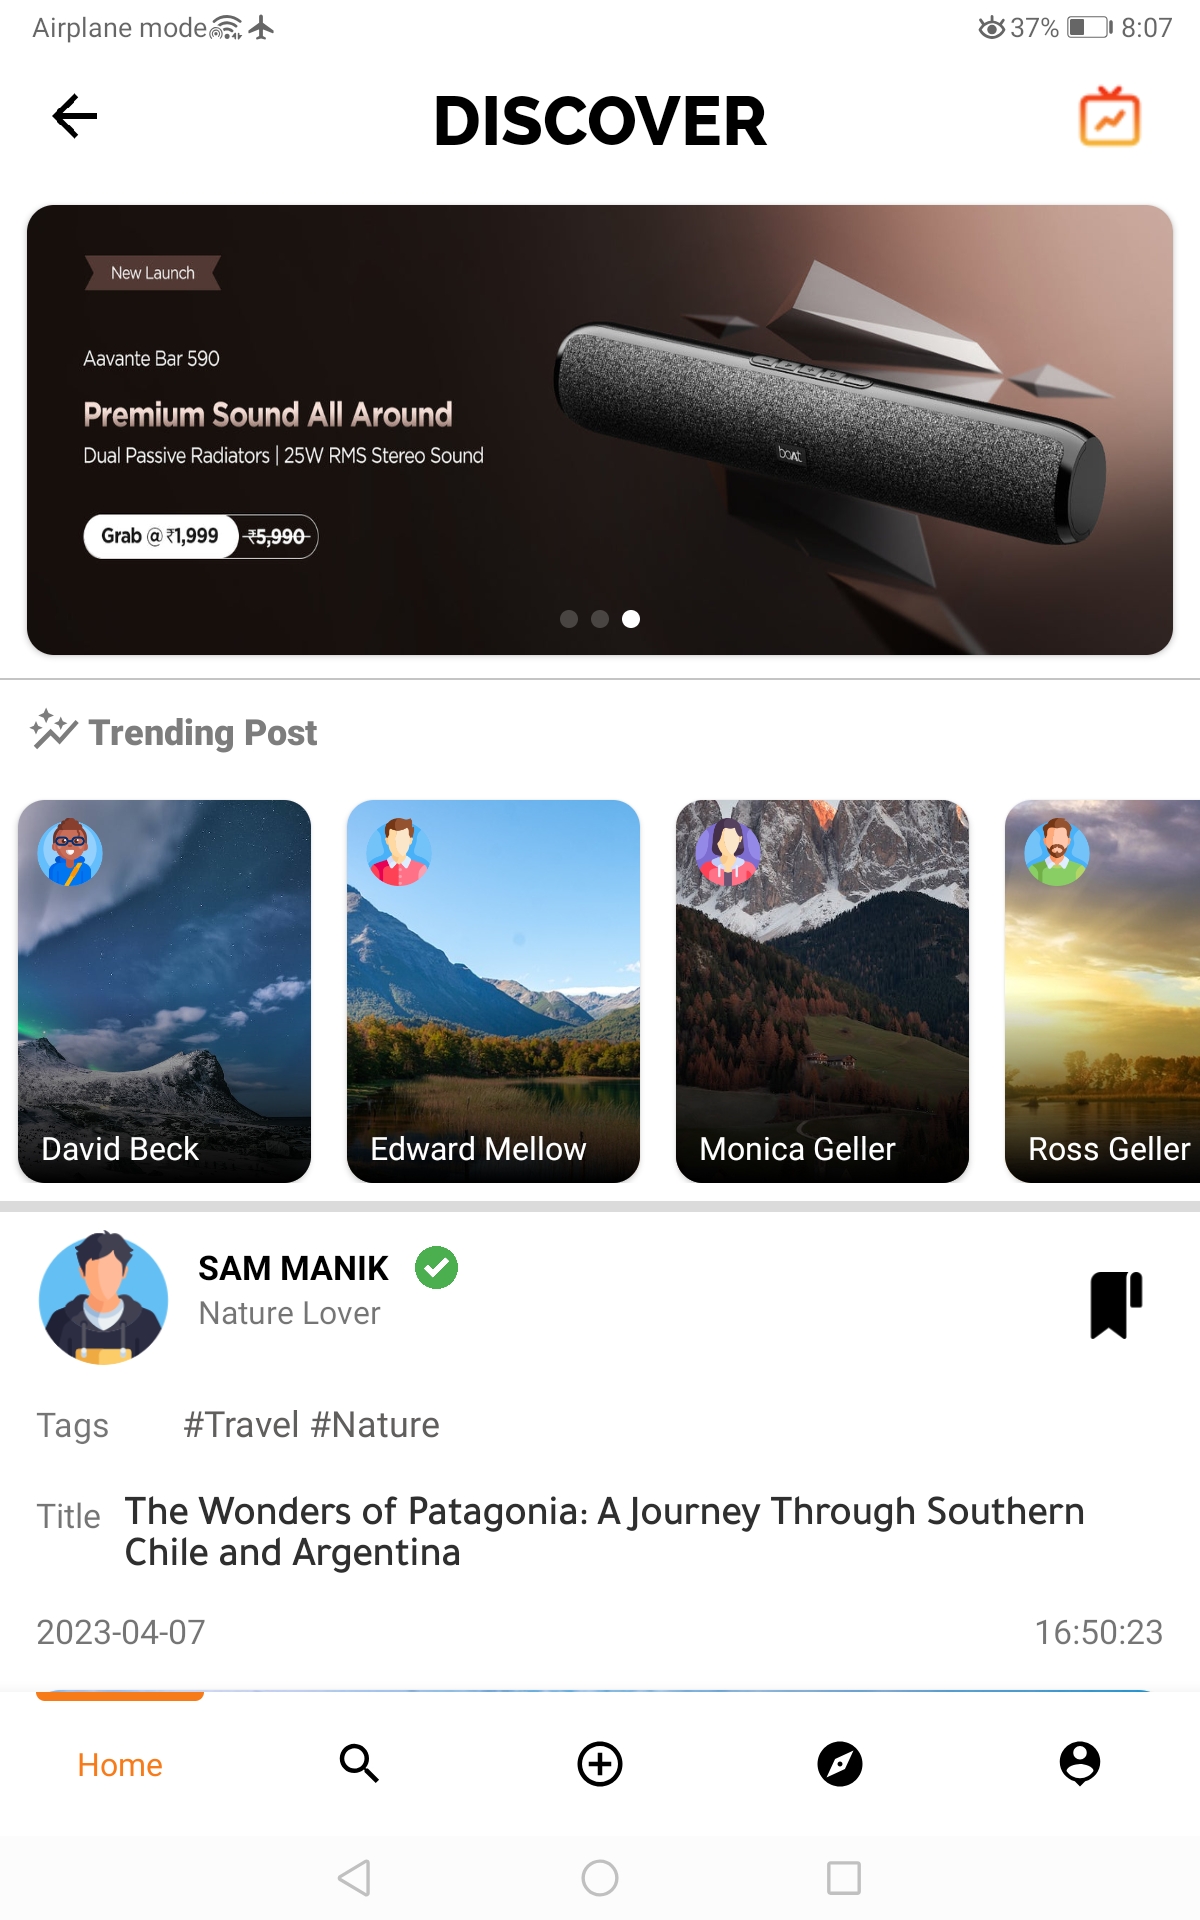 Airplane mode 37% 8:07
DISCOVER
New Launch
Aavante Bar 590
Premium Sound All Around
Dual Passive Radiators | 25W RMS Stereo Sound
Grab @ ₹1,999 ₹5,990
boAt
Trending Post
David Beck
Edward Mellow
Monica Geller
Ross Geller
SAM MANIK
Nature Lover
Tags #Travel #Nature
Title The Wonders of Patagonia: A Journey Through Southern
Chile and Argentina
2023-04-07 16:50:23
Home